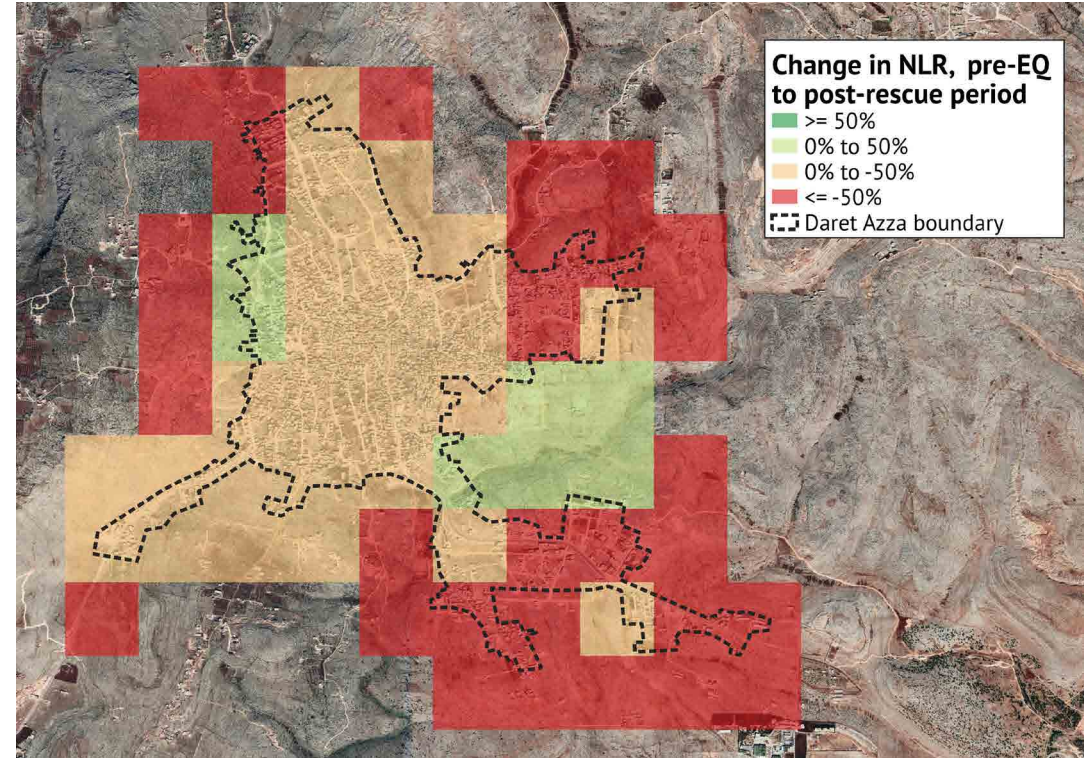 Change in NLR, pre-EQ
to post-rescue period
>= 50%
0% to 50%
0% to -50%
<= -50%
Daret Azza boundary